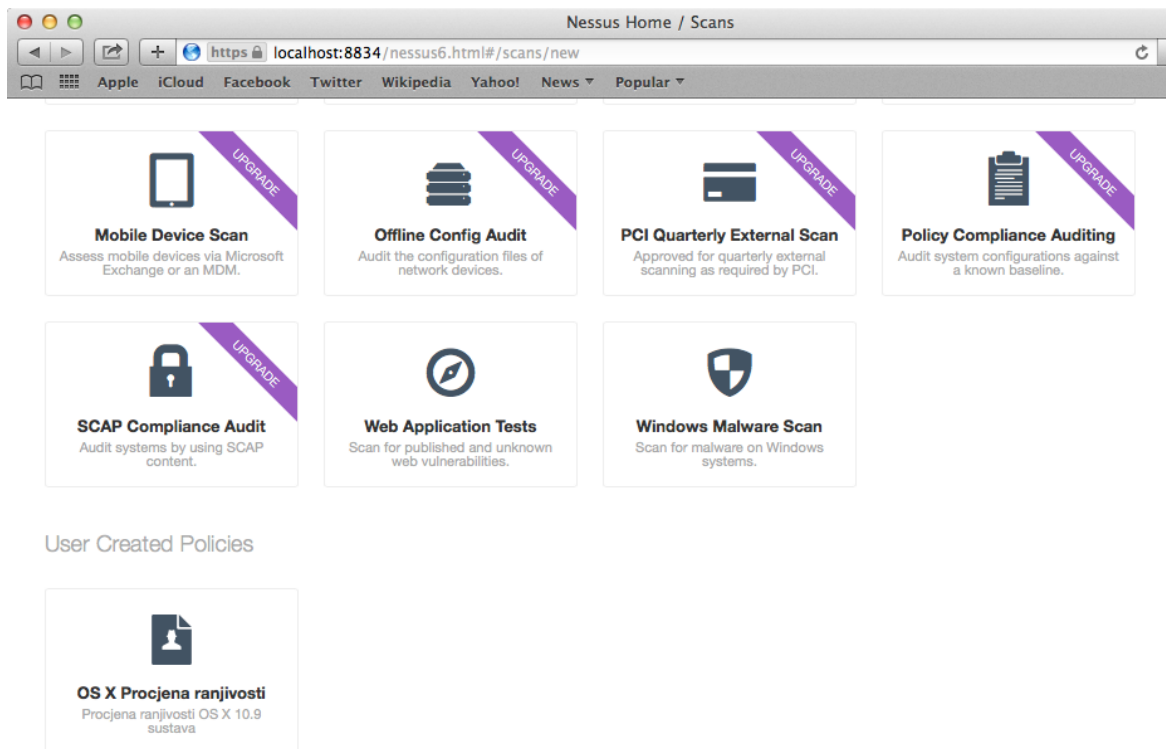 Nessus Home / Scans
https localhost:8834/nessus6.html#/scans/new
Apple iCloud Facebook Twitter Wikipedia Yahoo! News Popular
UPGRADE UPGRADE UPGRADE UPGRADE
Mobile Device Scan
Assess mobile devices via Microsoft
Exchange or an MDM.
Offline Config Audit
Audit the configuration files of
network devices.
PCI Quarterly External Scan
Approved for quarterly external
scanning as required by PCI.
Policy Compliance Auditing
Audit system configurations against
a known baseline.
UPGRADE
SCAP Compliance Audit
Audit systems by using SCAP
content.
Web Application Tests
Scan for published and unknown
web vulnerabilities.
Windows Malware Scan
Scan for malware on Windows
systems.
User Created Policies
OS X Procjena ranjivosti
Procjena ranjivosti OS X 10.9
sustava